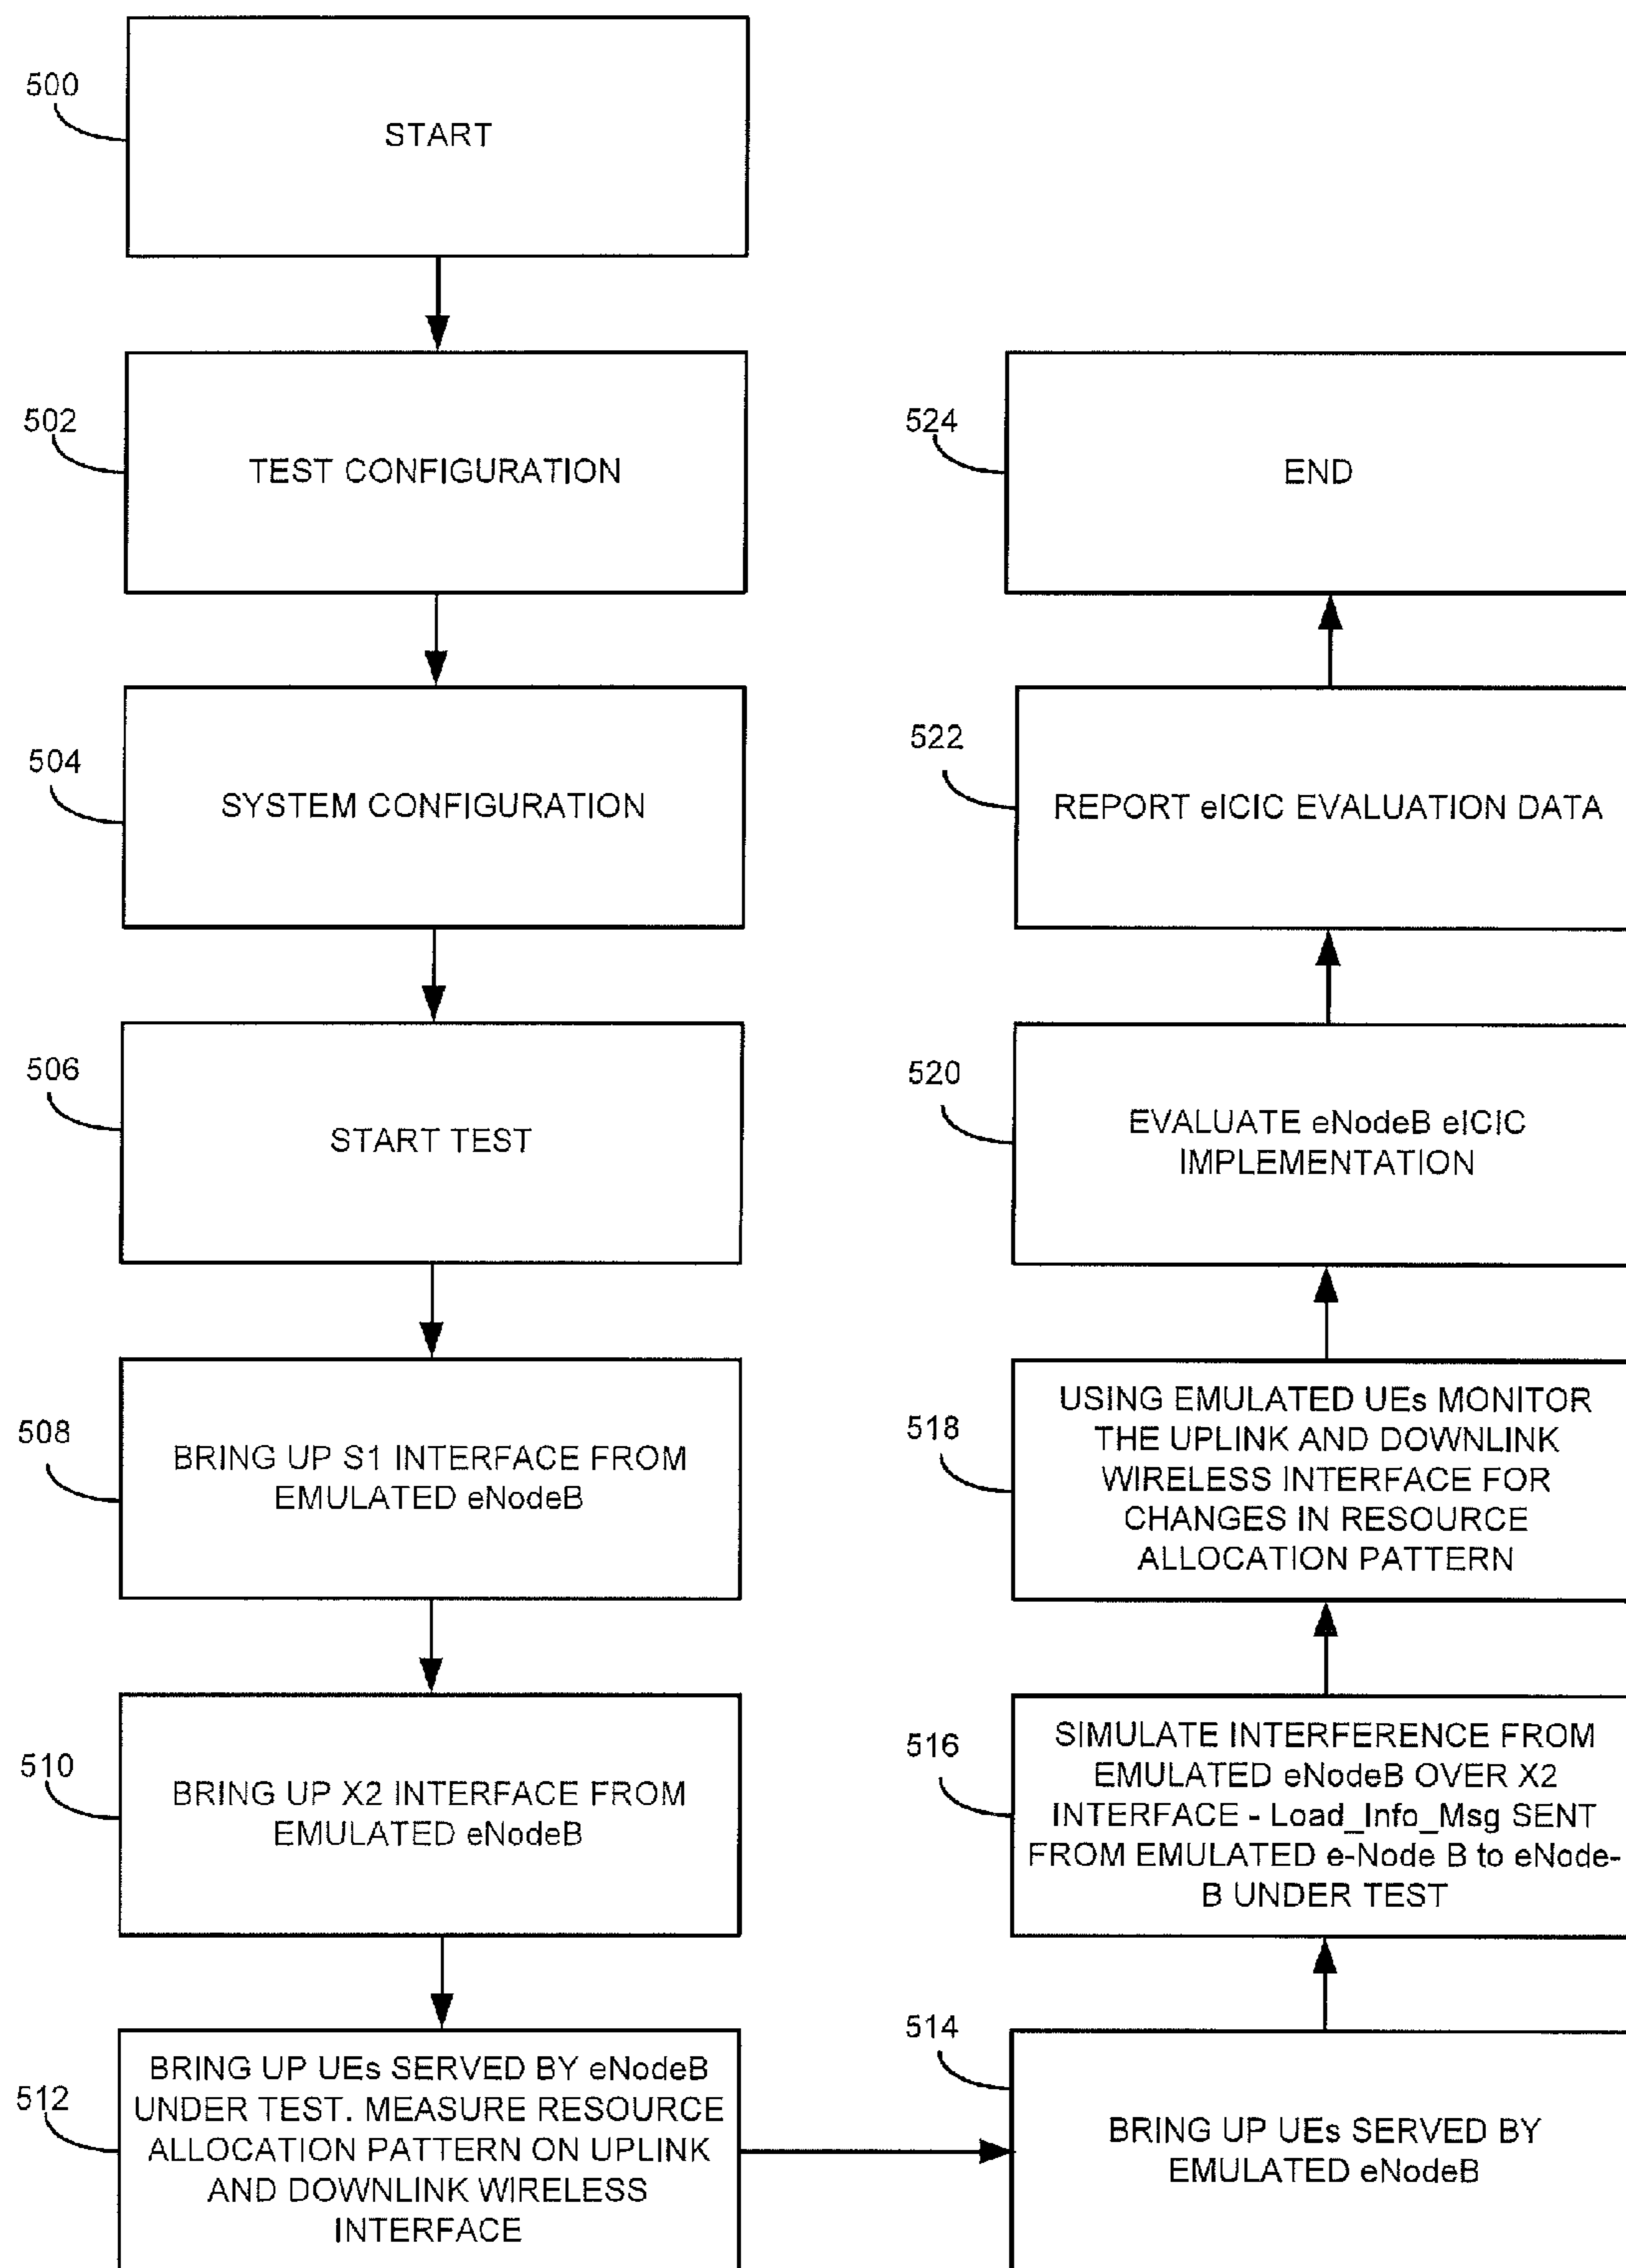 500
START
502
TEST CONFIGURATION
504
SYSTEM CONFIGURATION
506
START TEST
508
BRING UP S1 INTERFACE FROM
EMULATED eNodeB
510
BRING UP X2 INTERFACE FROM
EMULATED eNodeB
512
BRING UP UEs SERVED BY eNodeB
UNDER TEST. MEASURE RESOURCE
ALLOCATION PATTERN ON UPLINK
AND DOWNLINK WIRELESS
INTERFACE
514
BRING UP UEs SERVED BY
EMULATED eNodeB
516
SIMULATE INTERFERENCE FROM
EMULATED eNodeB OVER X2
INTERFACE - Load_Info_Msg SENT
FROM EMULATED e-Node B to eNode-
B UNDER TEST
518
USING EMULATED UEs MONITOR
THE UPLINK AND DOWNLINK
WIRELESS INTERFACE FOR
CHANGES IN RESOURCE
ALLOCATION PATTERN
520
EVALUATE eNodeB eICIC
IMPLEMENTATION
522
REPORT eICIC EVALUATION DATA
524
END